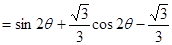 = sin 2θ + √3/3 cos 2θ − √3/3